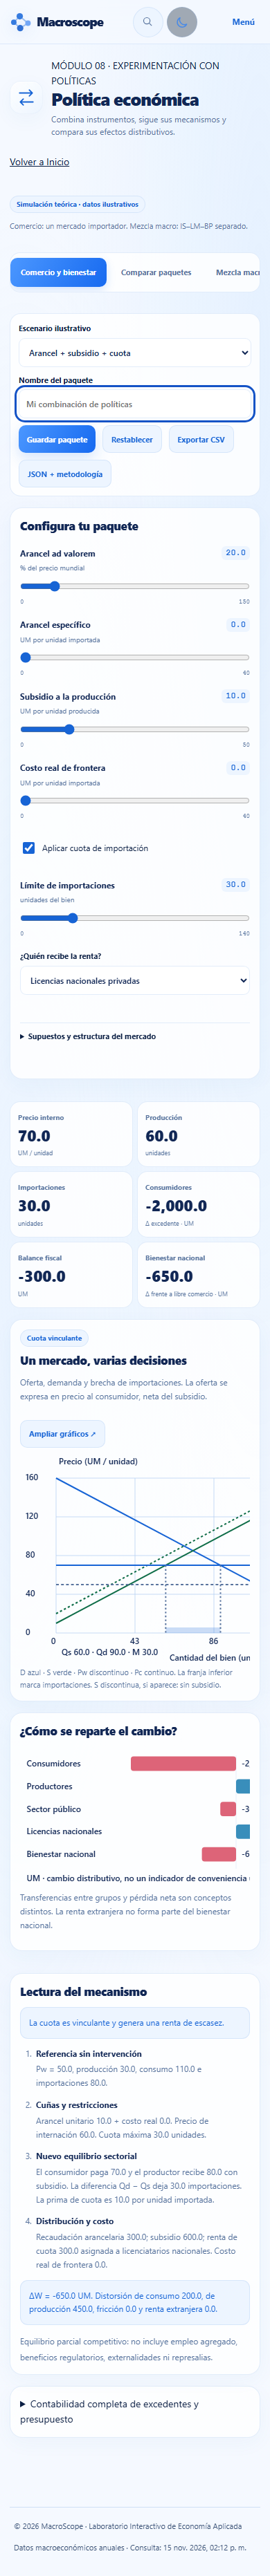 Macroscope
Menú
MÓDULO 08 · EXPERIMENTACIÓN CON
POLÍTICAS
Política económica
Combina instrumentos, sigue sus mecanismos y
compara sus efectos distributivos.
Volver a Inicio
Simulación teórica · datos ilustrativos
Comercio: un mercado importador. Mezcla macro: IS–LM–BP separado.
Comercio y bienestar
Comparar paquetes
Mezcla mac
Escenario ilustrativo
Arancel + subsidio + cuota
Nombre del paquete
Mi combinación de políticas
Guardar paquete
Restablecer
Exportar CSV
JSON + metodología
Configura tu paquete
Arancel ad valorem
20.0
% del precio mundial
0
150
Arancel específico
0.0
UM por unidad importada
0
60
Subsidio a la producción
10.0
UM por unidad producida
0
50
Costo real de frontera
0.0
UM por unidad importada
0
40
Aplicar cuota de importación
Límite de importaciones
30.0
unidades del bien
0
140
¿Quién recibe la renta?
Licencias nacionales privadas
Supuestos y estructura del mercado
Precio interno
70.0
UM / unidad
Producción
60.0
unidades
Importaciones
30.0
unidades
Consumidores
-2,000.0
Δ excedente · UM
Balance fiscal
-300.0
UM
Bienestar nacional
-650.0
Δ frente a libre comercio · UM
Cuota vinculante
Un mercado, varias decisiones
Oferta, demanda y brecha de importaciones. La oferta se
expresa en precio al consumidor, neta del subsidio.
Ampliar gráficos ↗
Precio (UM / unidad)
160
120
80
40
0
0
43
86
Qs 60.0 · Qd 90.0 · M 30.0
Cantidad del bien (un
D azul · S verde · Pw discontinuo · Pc continuo. La franja inferior
marca importaciones. S discontinua, si aparece: sin subsidio.
¿Cómo se reparte el cambio?
Consumidores
-2
Productores
Sector público
-3
Licencias nacionales
Bienestar nacional
-6
UM · cambio distributivo, no un indicador de conveniencia
Transferencias entre grupos y pérdida neta son conceptos
distintos. La renta extranjera no forma parte del bienestar
nacional.
Lectura del mecanismo
La cuota es vinculante y genera una renta de escasez.
1. Referencia sin intervención
Pw = 50.0, producción 30.0, consumo 110.0 e
importaciones 80.0.
2. Cuñas y restricciones
Arancel unitario 10.0 + costo real 0.0. Precio de
internación 60.0. Cuota máxima 30.0 unidades.
3. Nuevo equilibrio sectorial
El consumidor paga 70.0 y el productor recibe 80.0 con
subsidio. La diferencia Qd − Qs deja 30.0 importaciones.
La prima de cuota es 10.0 por unidad importada.
4. Distribución y costo
Recaudación arancelaria 300.0; subsidio 600.0; renta de
cuota 300.0 asignada a licenciatarios nacionales. Costo
real de frontera 0.0.
ΔW = -650.0 UM. Distorsión de consumo 200.0, de
producción 450.0, fricción 0.0 y renta extranjera 0.0.
Equilibrio parcial competitivo: no incluye empleo agregado,
beneficios regulatorios, externalidades ni represalias.
Contabilidad completa de excedentes y
presupuesto
© 2026 MacroScope · Laboratorio Interactivo de Economía Aplicada
Datos macroeconómicos anuales · Consulta: 15 nov. 2026, 02:12 p. m.